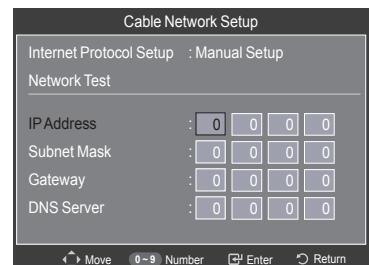 Cable Network Setup
Internet Protocol Setup : Manual Setup
Network Test
IP Address : 0 0 0 0
Subnet Mask : 0 0 0 0
Gateway : 0 0 0 0
DNS Server : 0 0 0 0
Move 0~9 Number Enter Return